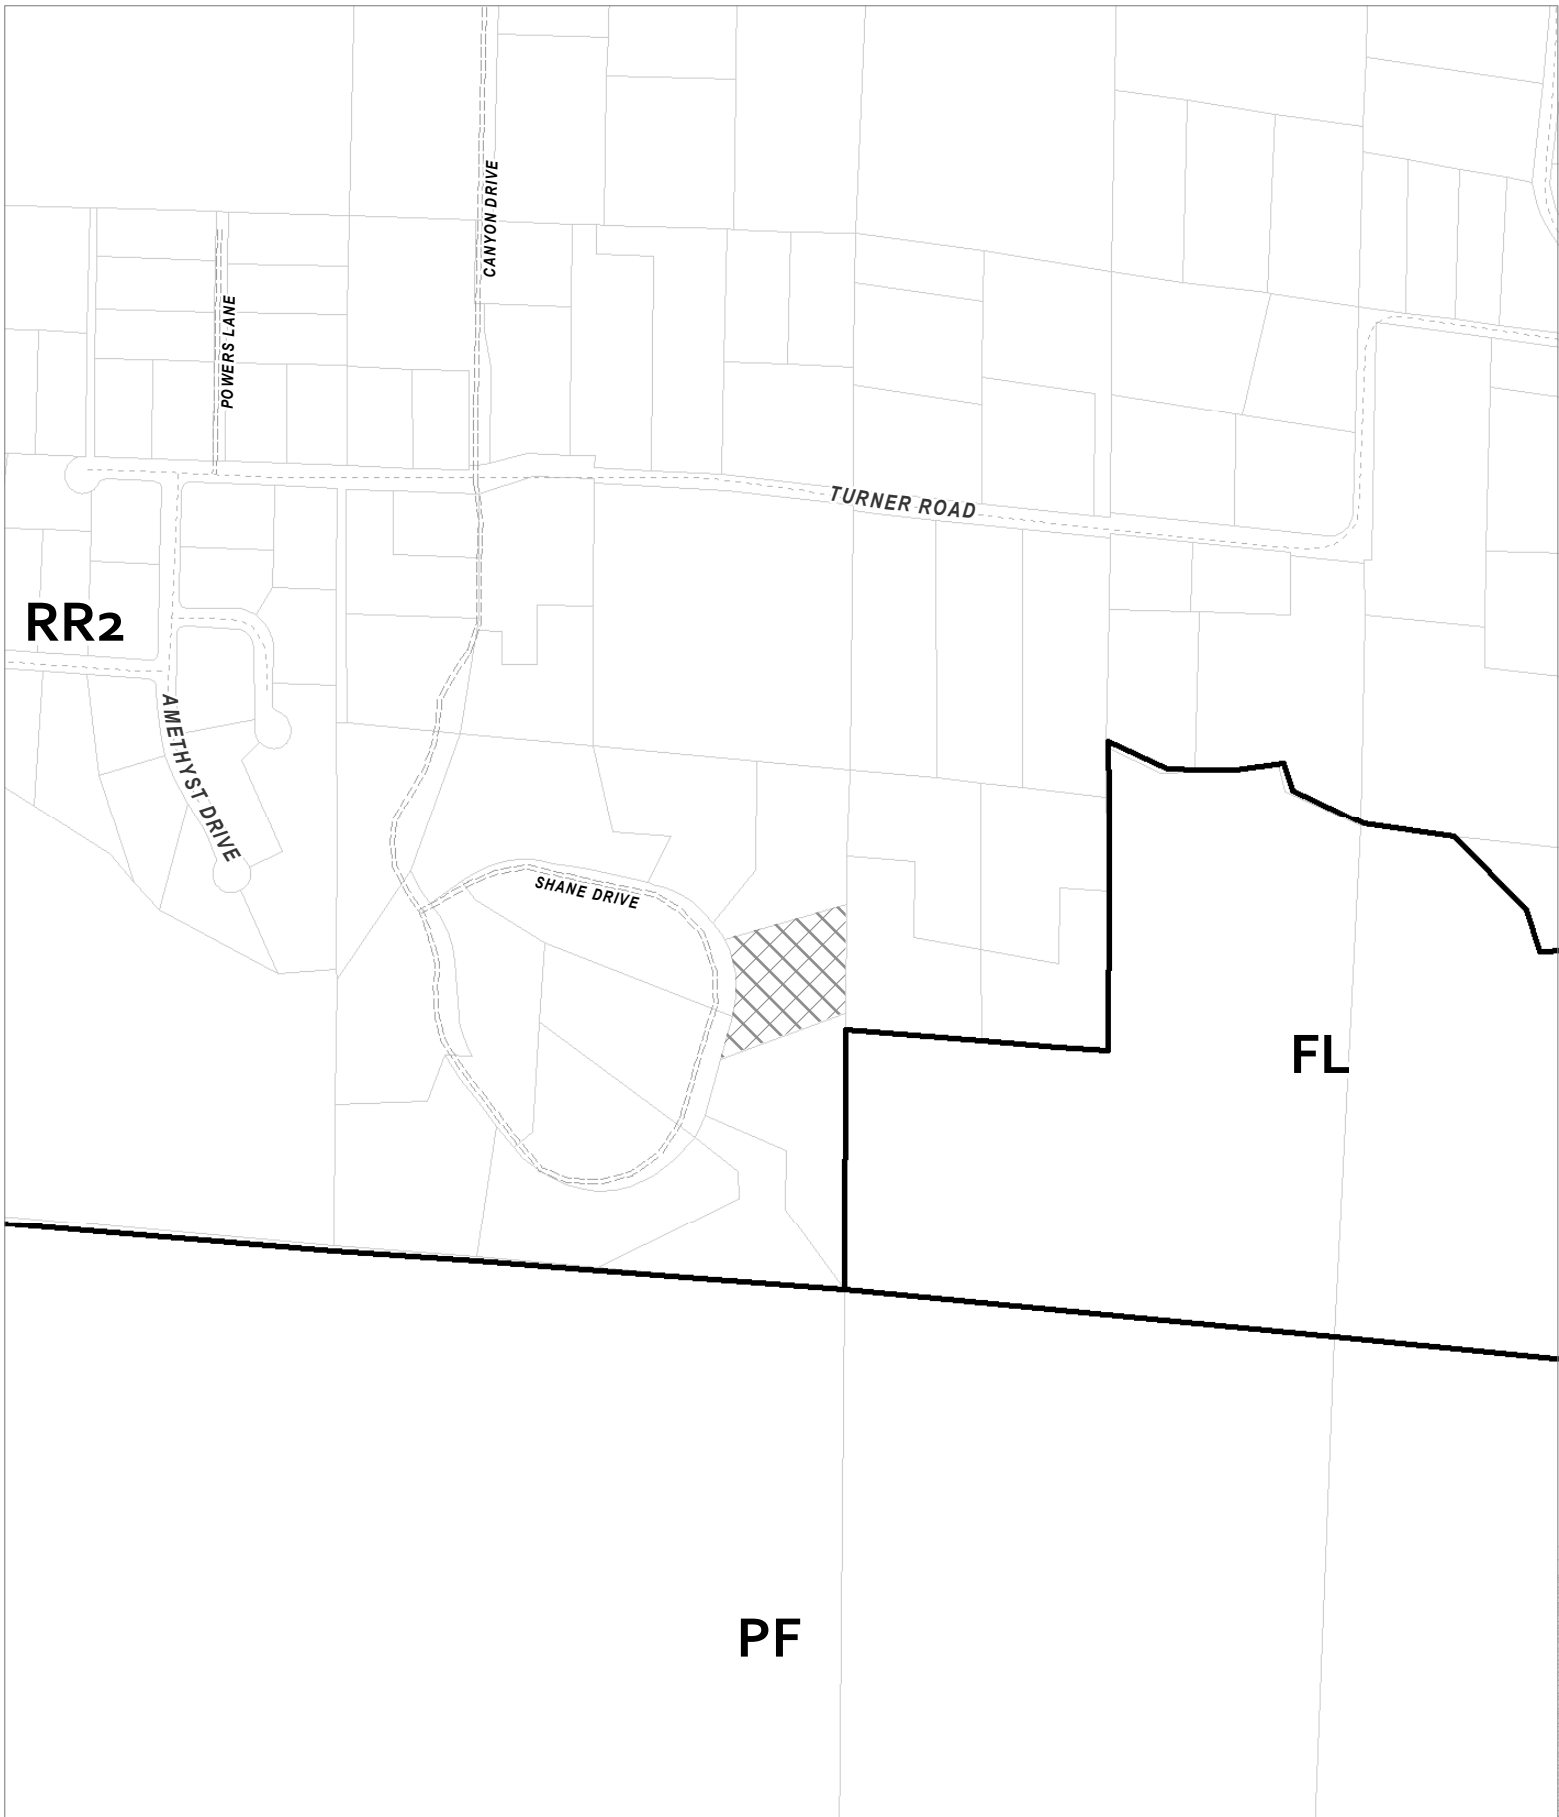 CANYON DRIVE
POWERS LANE
TURNER ROAD
RR2
AMETHYST DRIVE
SHANE DRIVE
FL
PF